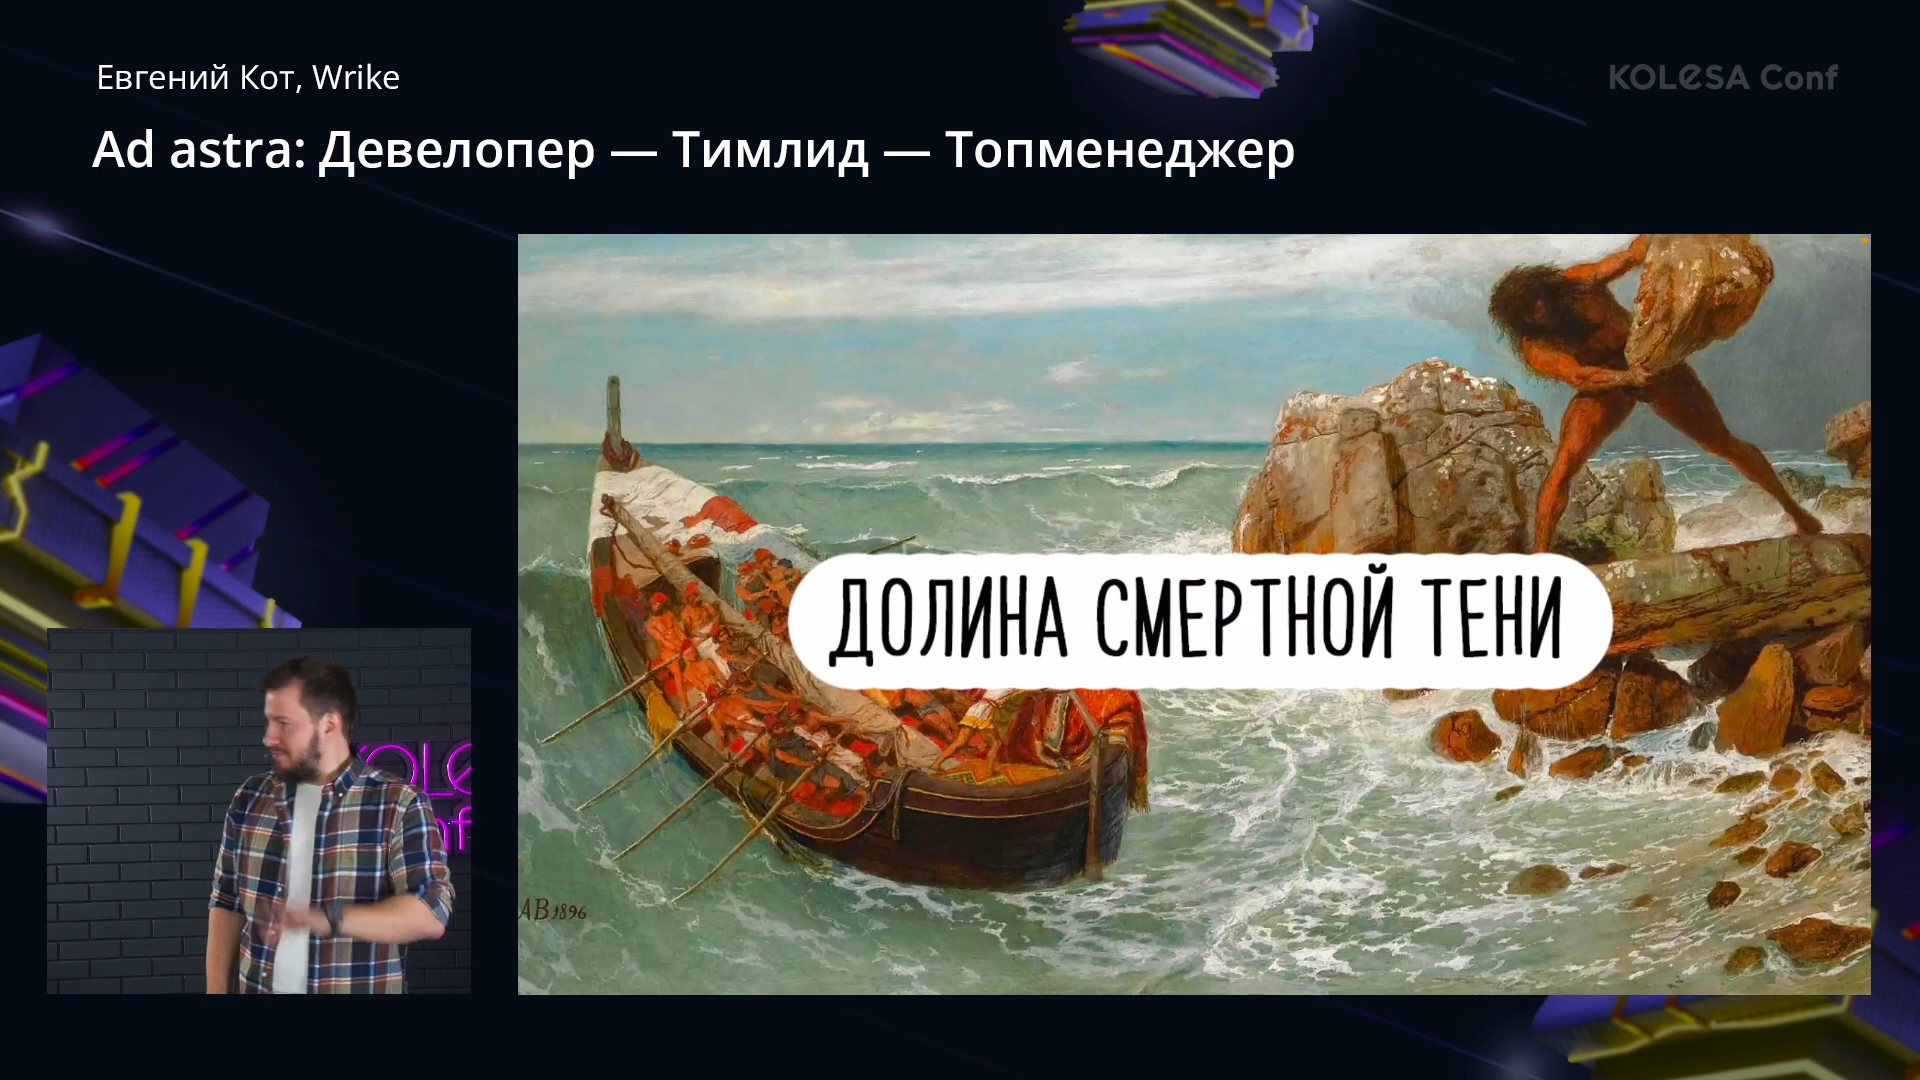 Евгений Кот, Wrike
KOLESA Conf
Ad astra: Девелопер — Тимлид — Топменеджер
ДОЛИНА СМЕРТНОЙ ТЕНИ
AB 1896